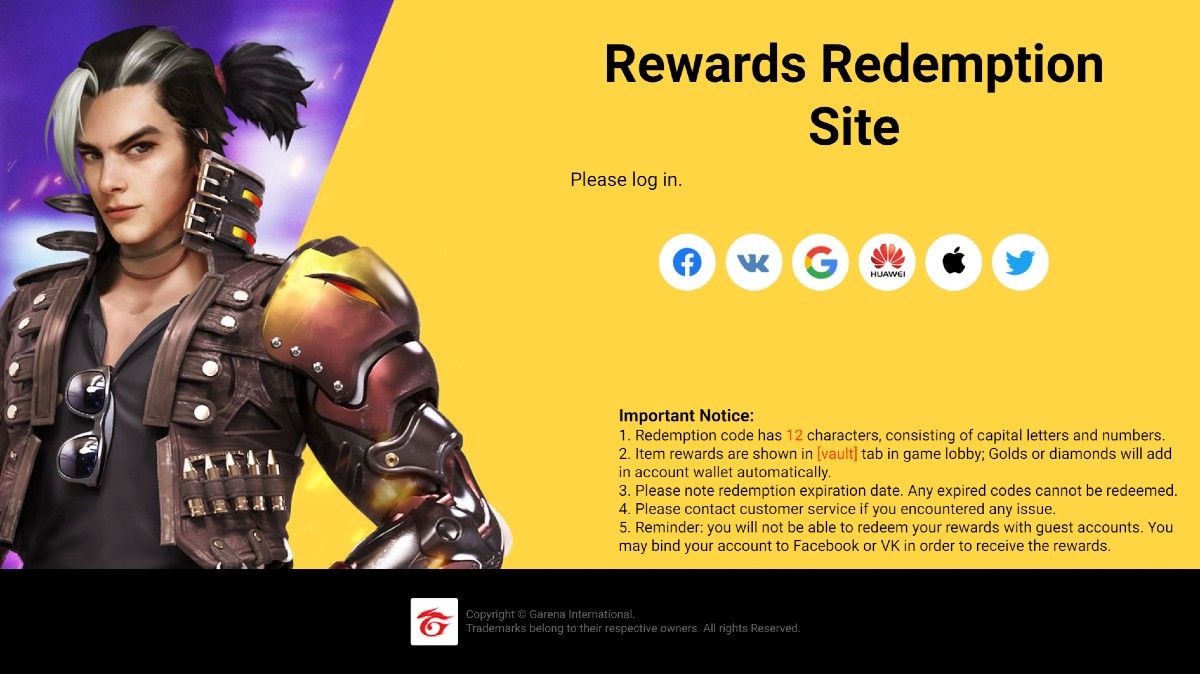 Rewards Redemption
Site
Please log in.
HUAWEI
Important Notice:
1. Redemption code has 12 characters, consisting of capital letters and numbers.
2. Item rewards are shown in [vault] tab in game lobby; Golds or diamonds will add
in account wallet automatically.
3. Please note redemption expiration date. Any expired codes cannot be redeemed.
4. Please contact customer service if you encountered any issue.
5. Reminder: you will not be able to redeem your rewards with guest accounts. You
may bind your account to Facebook or VK in order to receive the rewards.
Copyright © Garena International.
Trademarks belong to their respective owners. All rights Reserved.